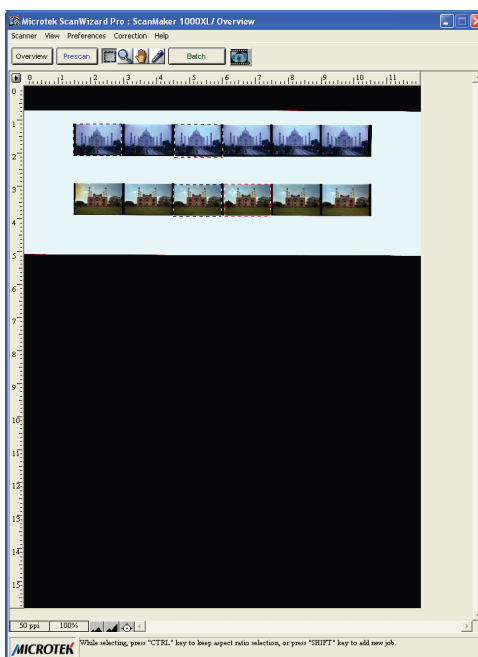 Microtek ScanWizard Pro : ScanMaker 1000XL / Overview
Scanner View Preferences Correction Help
Overview Prescan Batch
0 1 2 3 4 5 6 7 8 9 10 11
0
1
2
3
4
5
6
7
8
9
10
11
12
13
14
15
50 ppi 100%
MICROTEK While selecting, press "CTRL" key to keep aspect ratio selection, or press "SHIFT" key to add new job.